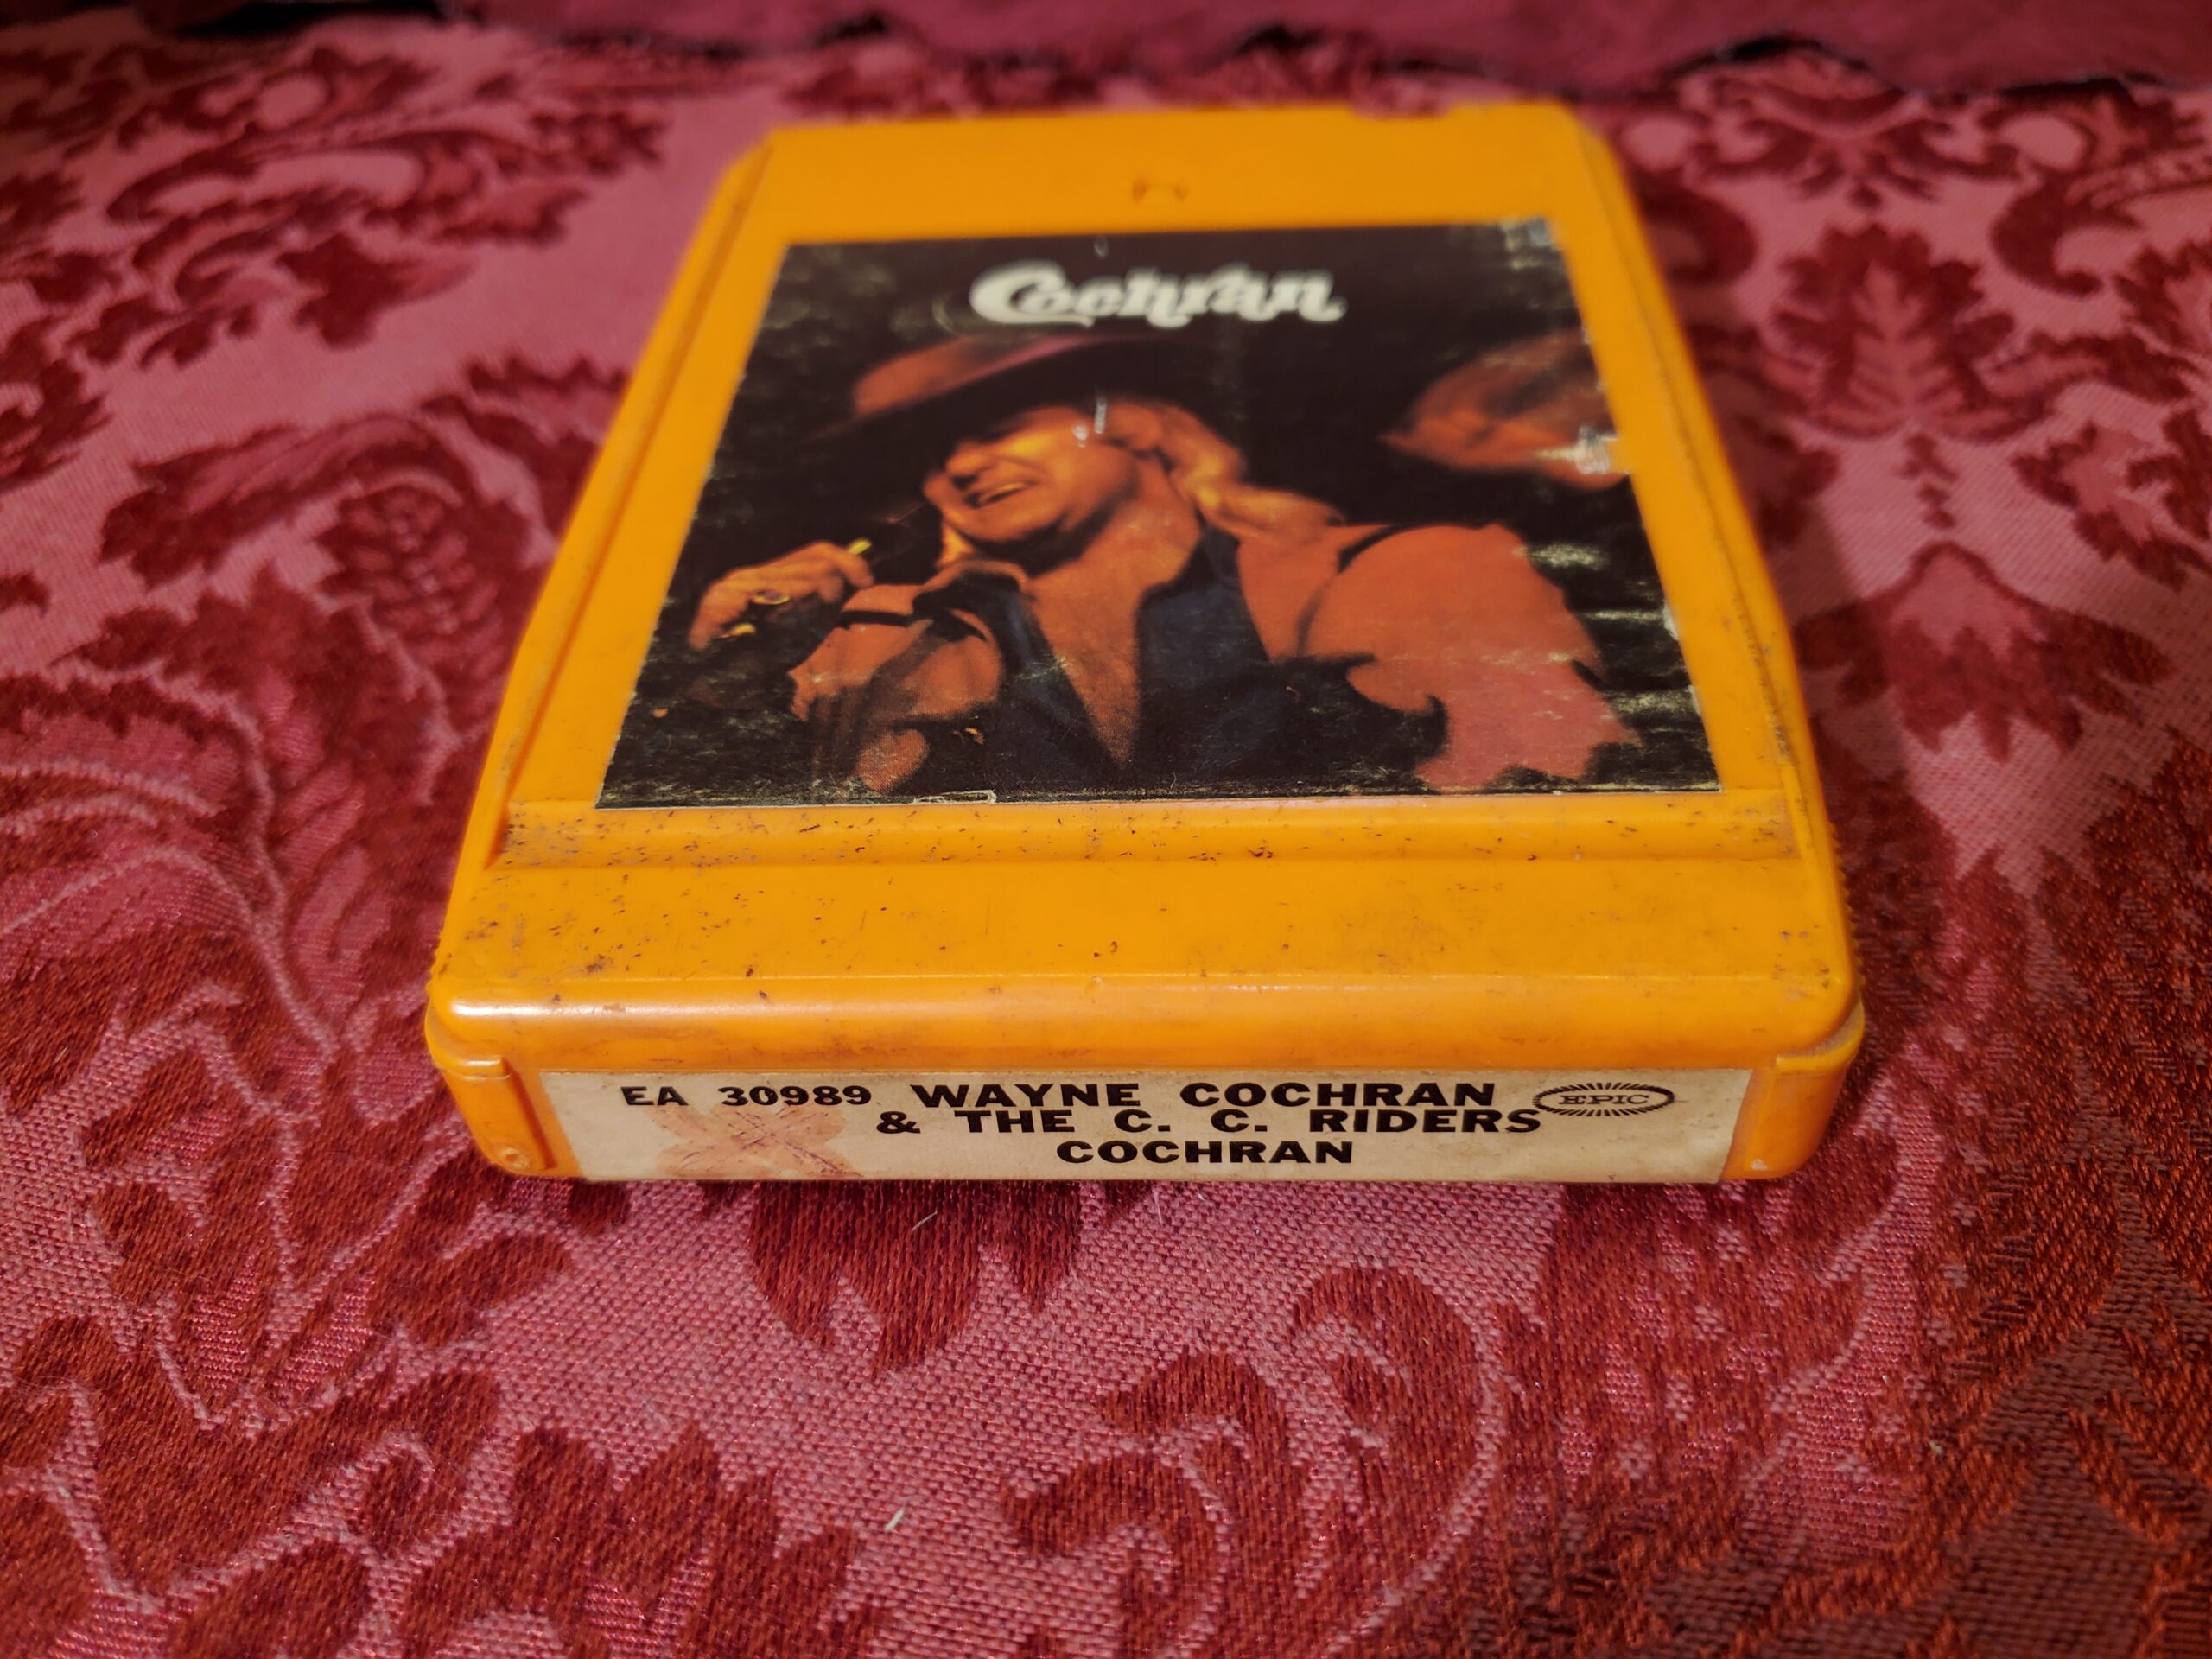 Cochran
EA 30989 WAYNE COCHRAN EPIC
& THE C. C. RIDERS
COCHRAN